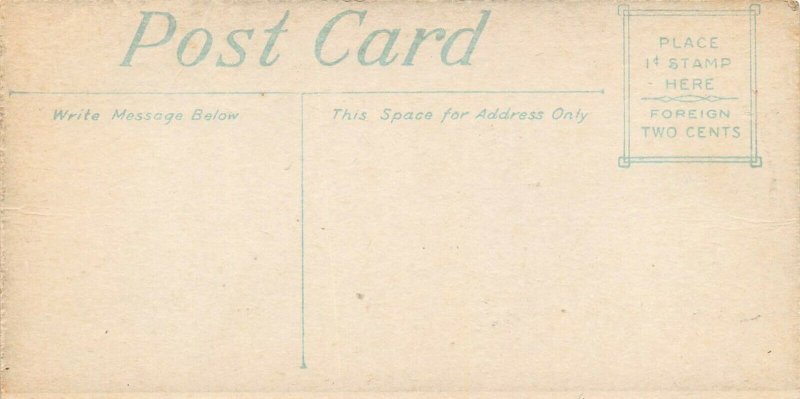 Post Card
PLACE
1¢ STAMP
HERE
FOREIGN
TWO CENTS
Write Message Below
This Space for Address Only